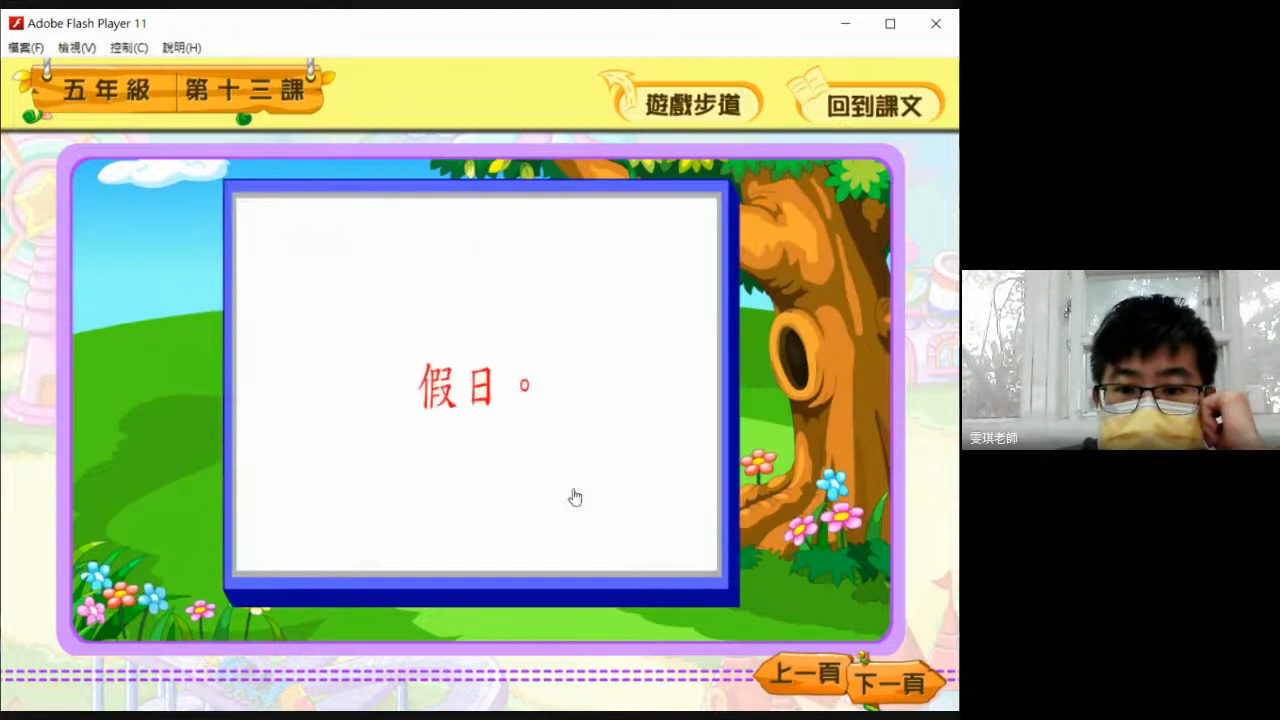 Adobe Flash Player 11
檔案(F) 檢視(V) 控制(C) 說明(H)
五年級 第十三課
遊戲步道
回到課文
假日。
雯琪老師
上一頁
下一頁